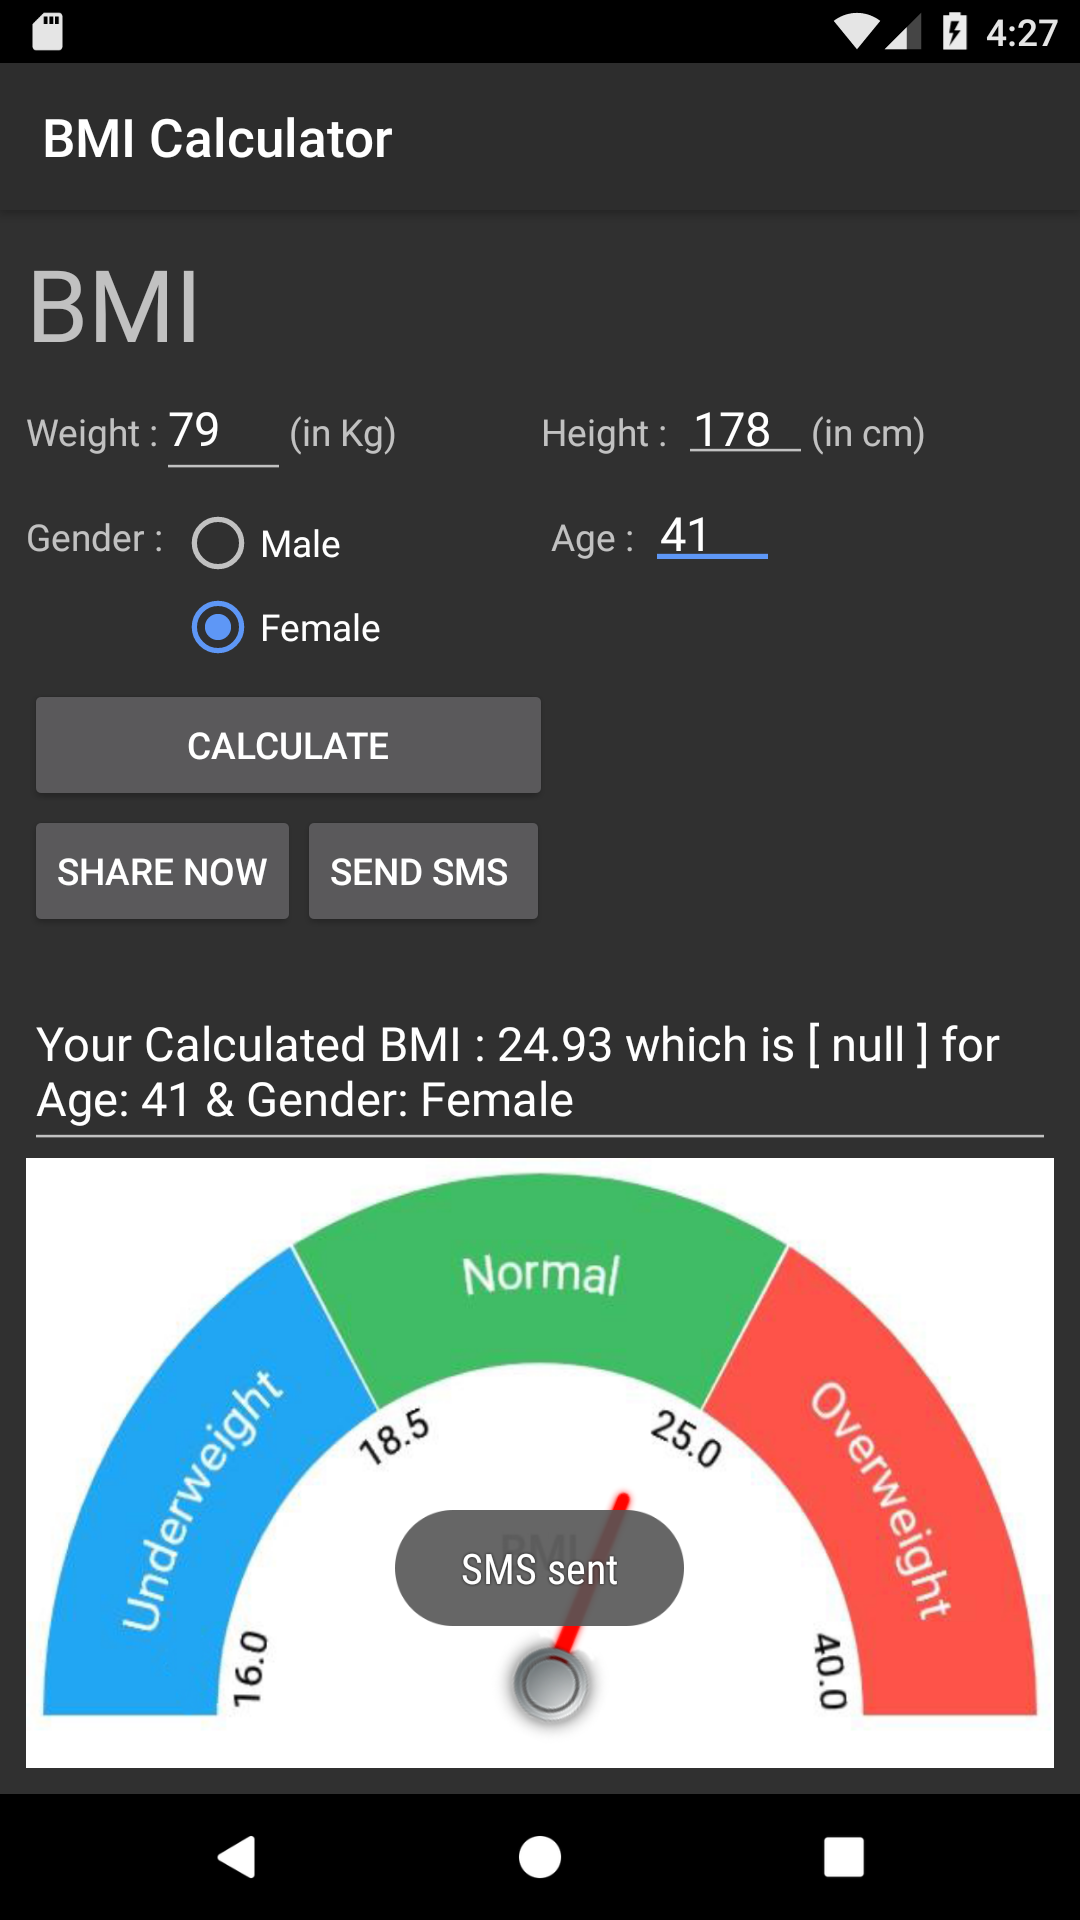 4:27
BMI Calculator
BMI
Weight : 79 (in Kg) Height : 178 (in cm)
Gender : Male Age : 41
Female
CALCULATE
SHARE NOW SEND SMS
Your Calculated BMI : 24.93 which is [ null ] for
Age: 41 & Gender: Female
Normal
Underweight
Overweight
18.5
25.0
BMI
SMS sent
16.0
40.0